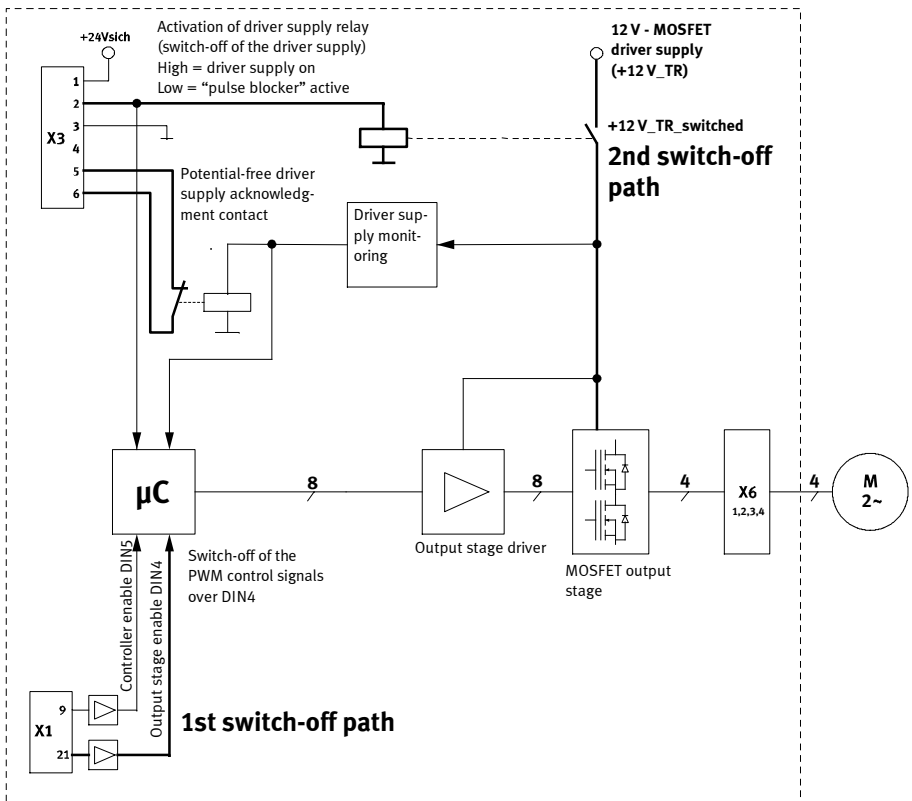 +24Vsich
Activation of driver supply relay
(switch-off of the driver supply)
High = driver supply on
Low = “pulse blocker” active
12 V - MOSFET
driver supply
(+12 V_TR)
X3
1
2
3
4
5
6
+12 V_TR_switched
2nd switch-off
path
Potential-free driver
supply acknowledg-
ment contact
Driver sup-
ply monit-
oring
µC
8
8
4
4
X6
1,2,3,4
M
2~
Output stage driver
MOSFET output
stage
Switch-off of the
PWM control signals
over DIN4
Controller enable DIN5
Output stage enable DIN4
X1
9
21
1st switch-off path